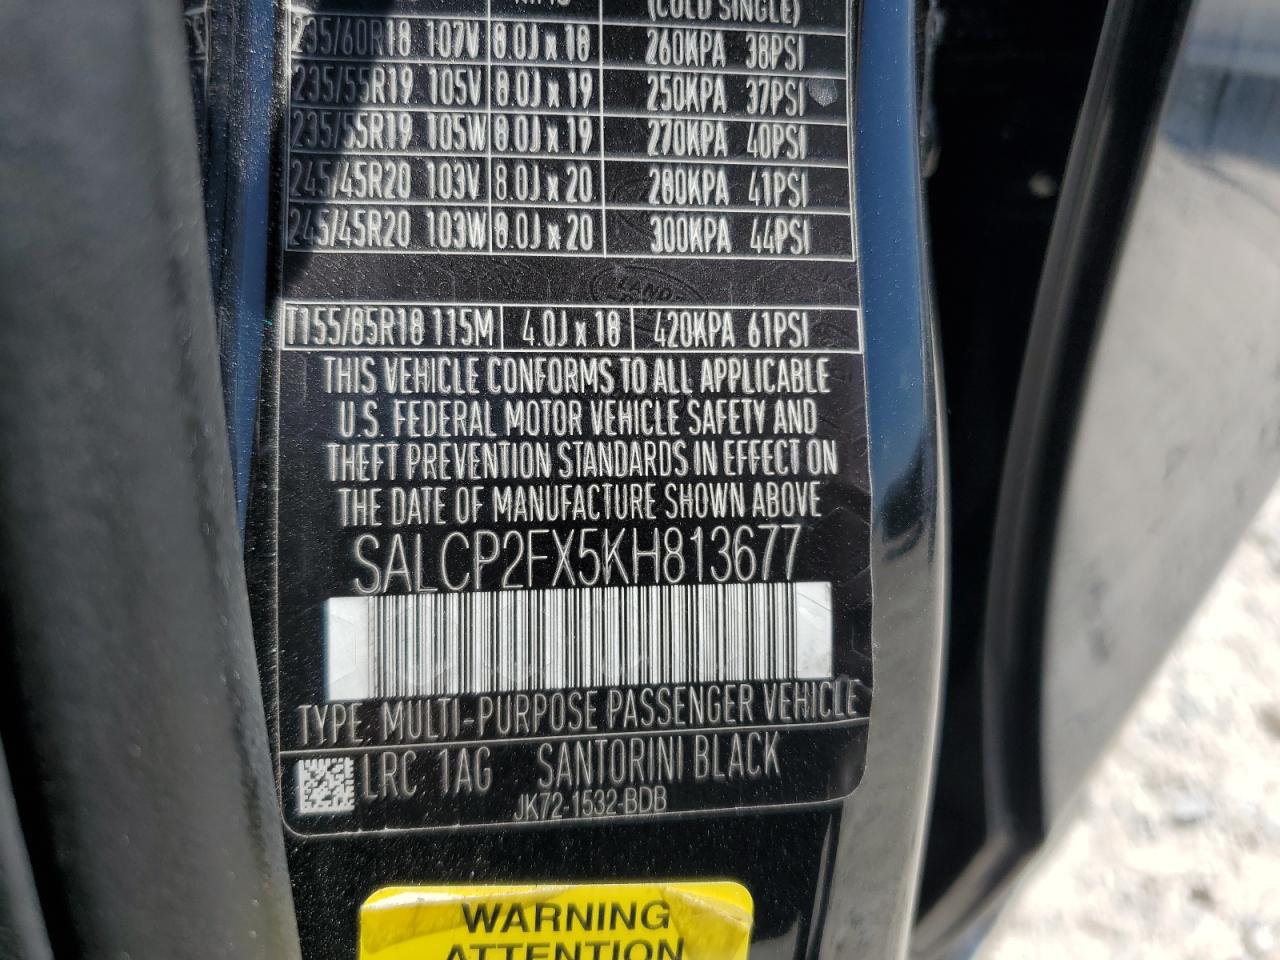 (COLD SINGLE)
235/60R18 107V 8.0J x 18 260KPA 38PSI
235/55R19 105V 8.0J x 19 250KPA 37PSI
235/55R19 105W 8.0J x 19 270KPA 40PSI
245/45R20 103V 8.0J x 20 280KPA 41PSI
245/45R20 103W 8.0J x 20 300KPA 44PSI
LAND
T155/85R18 115M 4.0J x 18 420KPA 61PSI
THIS VEHICLE CONFORMS TO ALL APPLICABLE
U.S. FEDERAL MOTOR VEHICLE SAFETY AND
THEFT PREVENTION STANDARDS IN EFFECT ON
THE DATE OF MANUFACTURE SHOWN ABOVE
SALCP2FX5KH813677
TYPE: MULTI-PURPOSE PASSENGER VEHICLE
LRC 1AG SANTORINI BLACK
JK72-1532-BDB
WARNING
ATTENTION